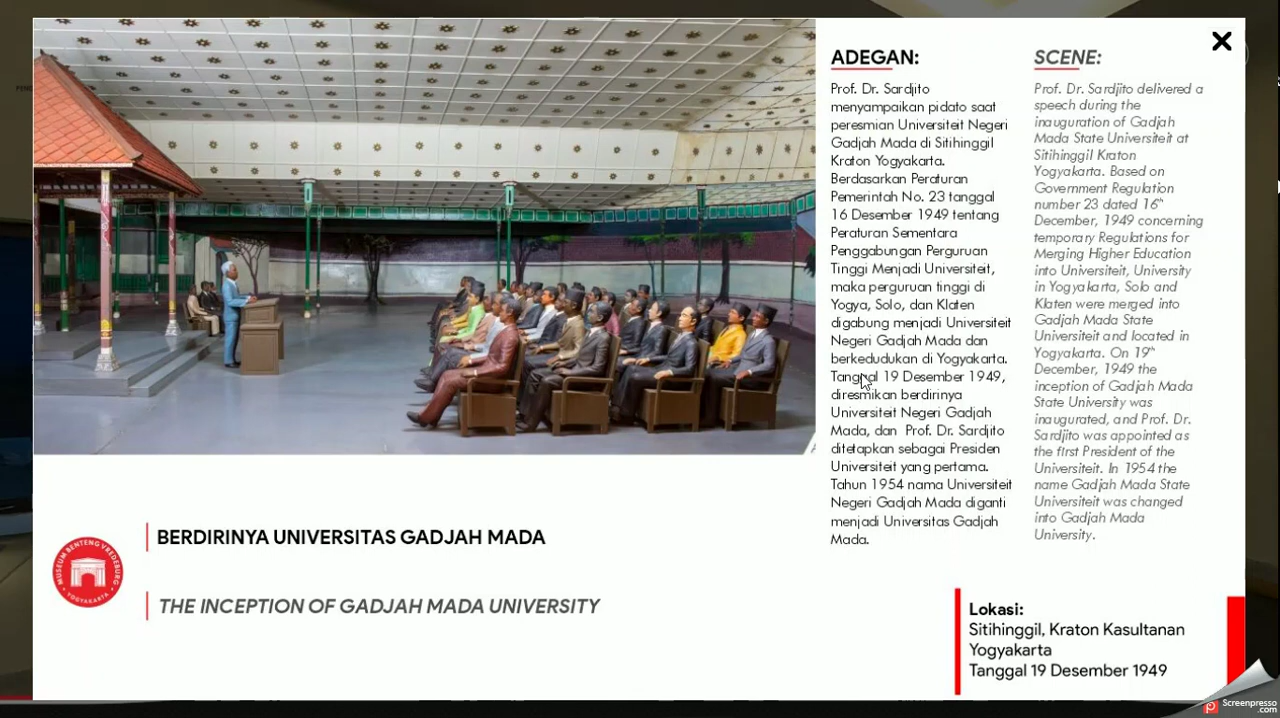 ADEGAN:
Prof. Dr. Sardjito
menyampaikan pidato saat
peresmian Universiteit Negeri
Gadjah Mada di Sitihinggil
Kraton Yogyakarta.
Berdasarkan Peraturan
Pemerintah No. 23 tanggal
16 Desember 1949 tentang
Peraturan Sementara
Penggabungan Perguruan
Tinggi Menjadi Universiteit,
maka perguruan tinggi di
Yogya, Solo, dan Klaten
digabung menjadi Universiteit
Negeri Gadjah Mada dan
berkedudukan di Yogyakarta.
Tanggal 19 Desember 1949,
diresmikan berdirinya
Universiteit Negeri Gadjah
Mada, dan Prof. Dr. Sardjito
ditetapkan sebagai Presiden
Universiteit yang pertama.
Tahun 1954 nama Universiteit
Negeri Gadjah Mada diganti
menjadi Universitas Gadjah
Mada.
SCENE:
Prof. Dr. Sardjito delivered a
speech during the
inauguration of Gadjah
Mada State Universiteit at
Sitihinggil Kraton
Yogyakarta. Based on
Government Regulation
number 23 dated 16th
December, 1949 concerning
temporary Regulations for
Merging Higher Education
into Universiteit, University
in Yogyakarta, Solo and
Klaten were merged into
Gadjah Mada State
Universiteit and located in
Yogyakarta. On 19th
December, 1949 the
inception of Gadjah Mada
State University was
inaugurated, and Prof. Dr.
Sardjito was appointed as
the first President of the
Universiteit. In 1954 the
name Gadjah Mada State
Universiteit was changed
into Gadjah Mada
University.
BERDIRINYA UNIVERSITAS GADJAH MADA
MUSEUM BENTENG VREDEBURG
YOGYAKARTA
THE INCEPTION OF GADJAH MADA UNIVERSITY
Lokasi:
Sitihinggil, Kraton Kasultanan
Yogyakarta
Tanggal 19 Desember 1949
Screenpresso
.com